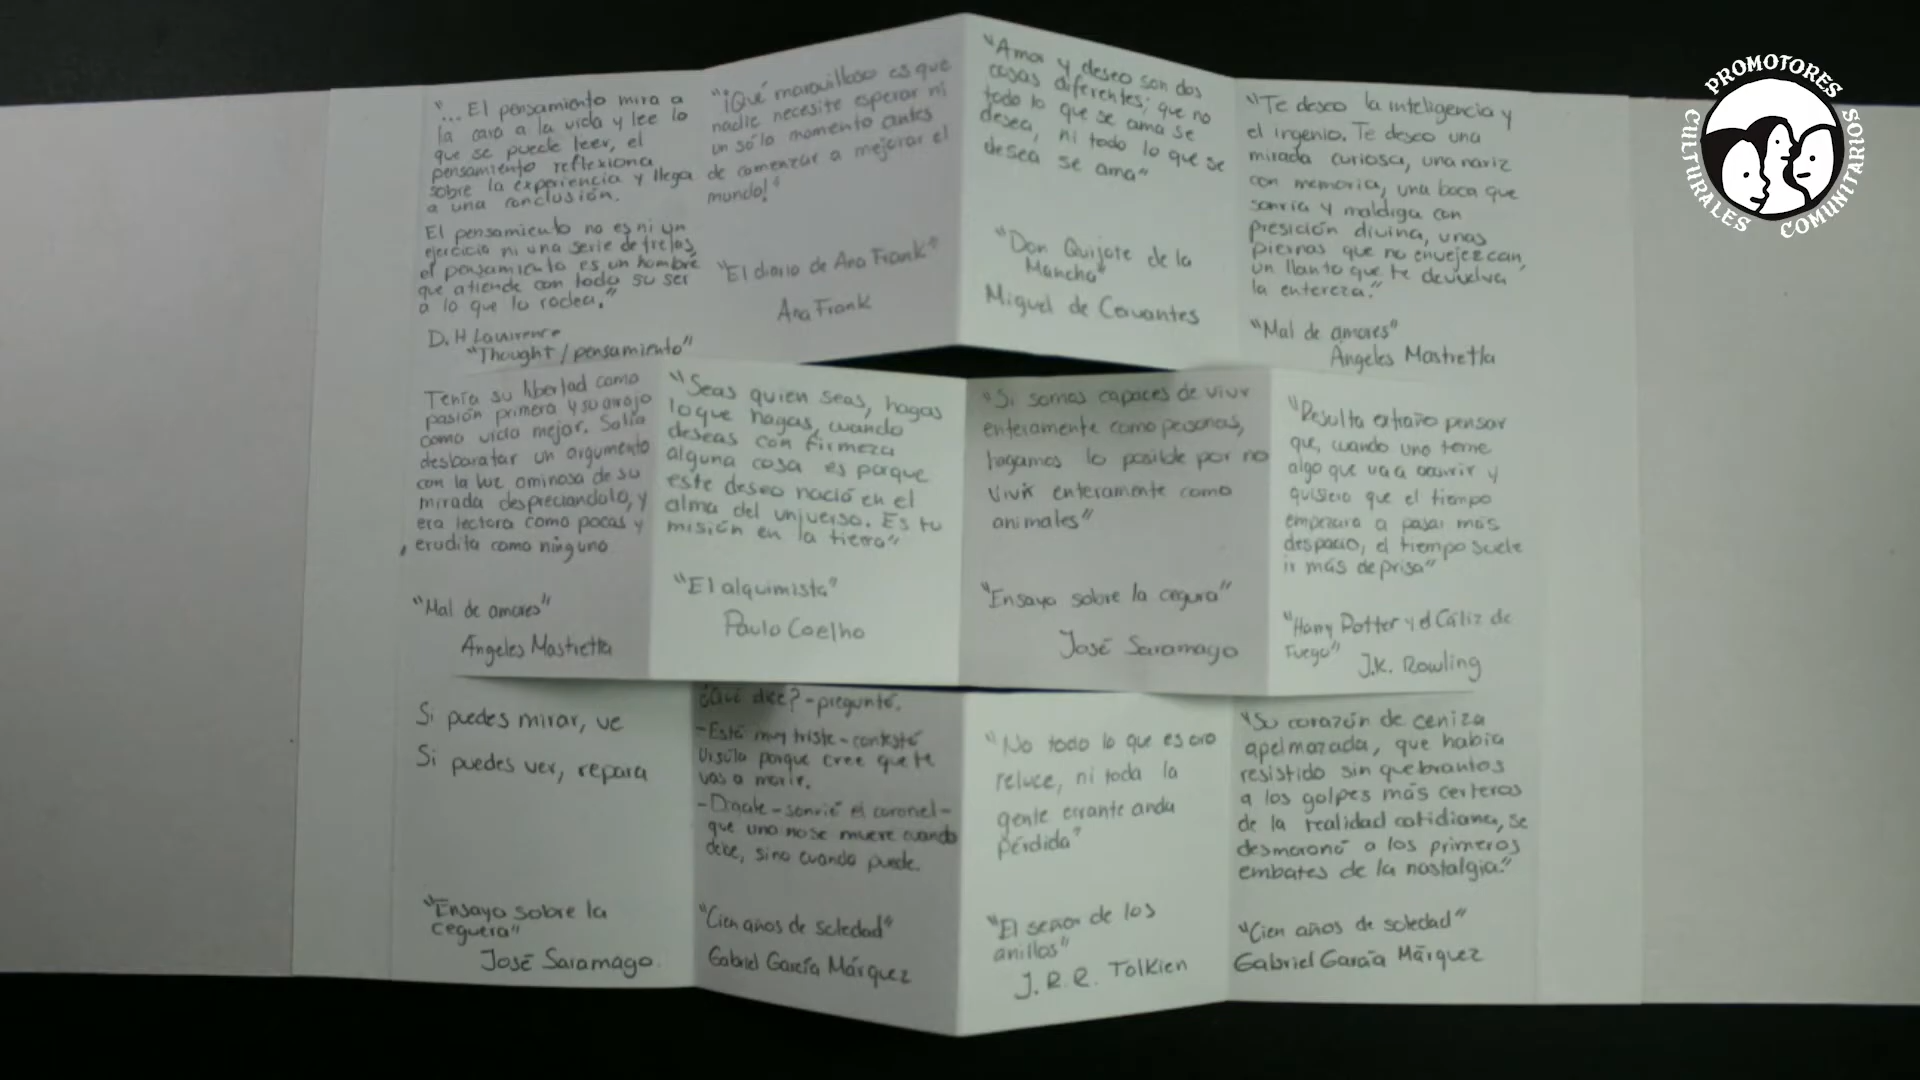 "... El pensamiento mira a
la cara a la vida y lee lo
que se puede leer, el
pensamiento reflexiona
sobre la experiencia y llega
a una conclusión.
El pensamiento no es ni un
ejercicio ni una serie de tretas,
el pensamiento es un hombre
que atiende con todo su ser
a lo que lo rodea."
D. H Lawrence
"Thought / pensamiento"
"¡Qué maravilloso es que
nadie necesite esperar ni
un sólo momento antes
de comenzar a mejorar el
mundo!"
"El diario de Ana Frank"
Ana Frank
"Amor y deseo son dos
cosas diferentes; que no
todo lo que se ama se
desea, ni todo lo que se
desea se ama"
"Don Quijote de la
Mancha"
Miguel de Cervantes
"Te deseo la inteligencia y
el ingenio. Te deseo una
mirada curiosa, una nariz
con memoria, una boca que
sonría y maldiga con
presición divina, unas
piernas que no envejezcan,
un llanto que te devuelva
la entereza."
"Mal de amores"
Ángeles Mastretta
Tenía su libertad como
pasión primera y su arrojo
como vicio mejor. Solía
desbaratar un argumento
con la luz ominosa de su
mirada despreciandolo, y
era lectora como pocas y
erudita como ninguno
"Mal de amores"
Ángeles Mastretta
"Seas quien seas, hagas
lo que hagas, cuando
deseas con firmeza
alguna cosa es porque
este deseo nació en el
alma del universo. Es tu
misión en la tierra"
"El alquimista"
Paulo Coelho
"Si somos capaces de vivir
enteramente como personas,
hagamos lo posible por no
vivir enteramente como
animales"
"Ensayo sobre la cegura"
José Saramago
"Resulta extraño pensar
que, cuando uno teme
algo que va a ocurrir y
quisiera que el tiempo
empezara a pasar más
despacio, el tiempo suele
ir más deprisa"
"Harry Potter y el Cáliz de
Fuego"
J.K. Rowling
Si puedes mirar, ve
Si puedes ver, repara
"Ensayo sobre la
ceguera"
José Saramago
¿Qué dice? - preguntó.
- Está muy triste - contestó
Úrsula porque cree que te
vas a morir.
- Dígale - sonrió el coronel -
que uno no se muere cuando
debe, sino cuando puede.
"Cien años de soledad"
Gabriel García Márquez
"No todo lo que es oro
reluce, ni toda la
gente errante anda
pérdida"
"El señor de los
anillos"
J. R. R. Tolkien
"Su corazón de ceniza
apelmazada, que había
resistido sin quebrantos
a los golpes más certeros
de la realidad cotidiana, se
desmoronó a los primeros
embates de la nostalgia."
"Cien años de soledad"
Gabriel García Márquez
PROMOTORES
CULTURALES
COMUNITARIOS